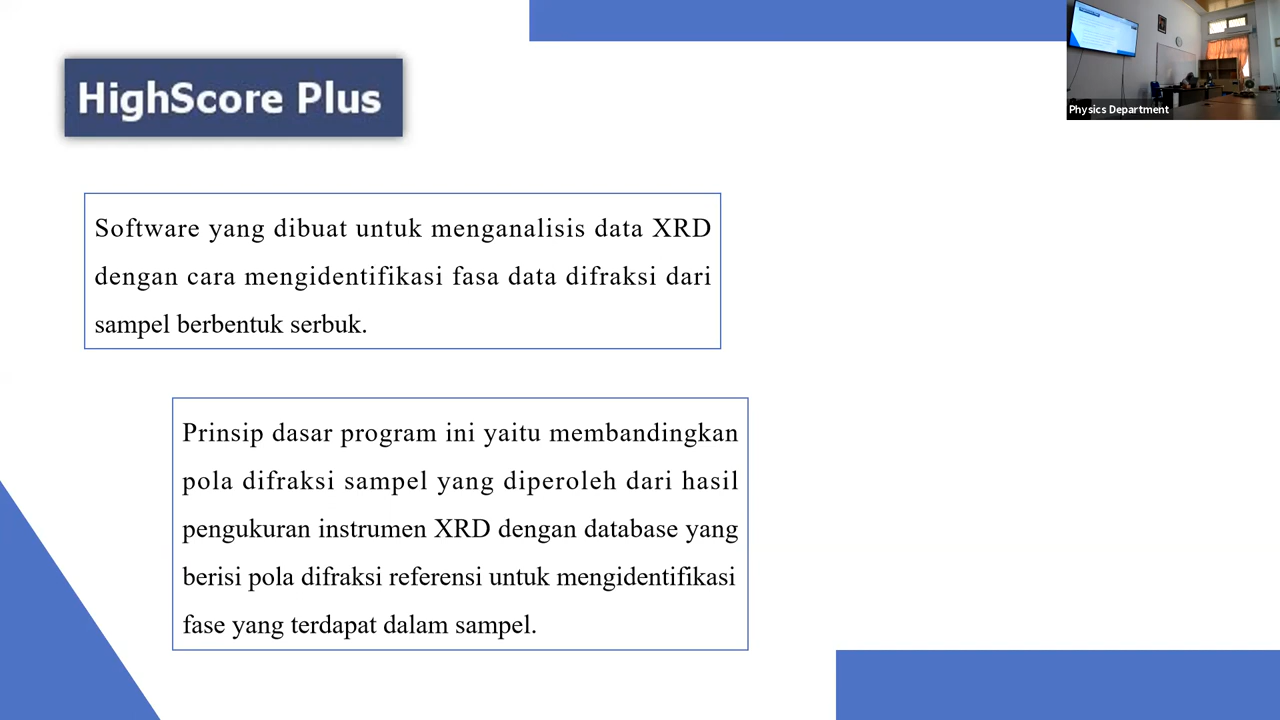 HighScore Plus
Physics Department
Software yang dibuat untuk menganalisis data XRD
dengan cara mengidentifikasi fasa data difraksi dari
sampel berbentuk serbuk.
Prinsip dasar program ini yaitu membandingkan
pola difraksi sampel yang diperoleh dari hasil
pengukuran instrumen XRD dengan database yang
berisi pola difraksi referensi untuk mengidentifikasi
fase yang terdapat dalam sampel.